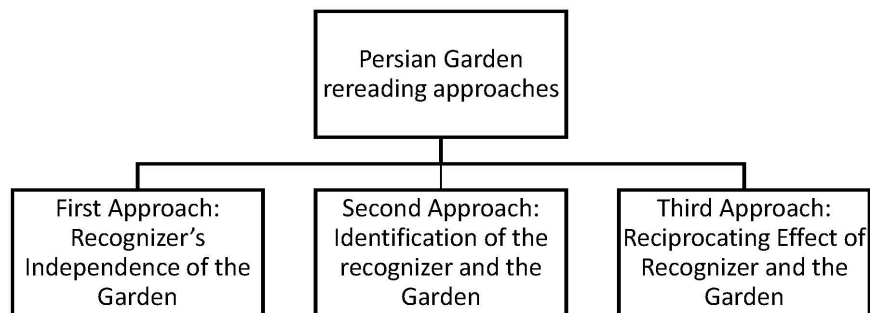 Persian Garden
rereading approaches
First Approach:
Recognizer's
Independence of the
Garden
Second Approach:
Identification of the
recognizer and the
Garden
Third Approach:
Reciprocating Effect of
Recognizer and the
Garden